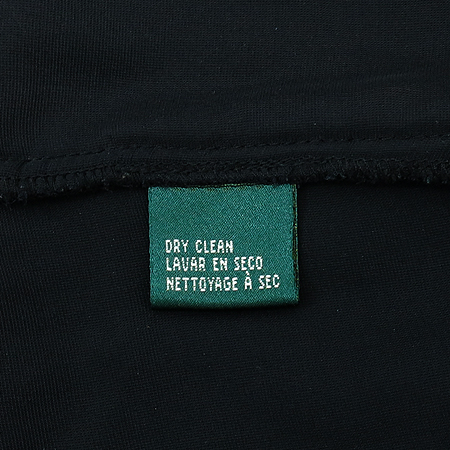 DRY CLEAN
LAVAR EN SECO
NETTOYAGE À SEC